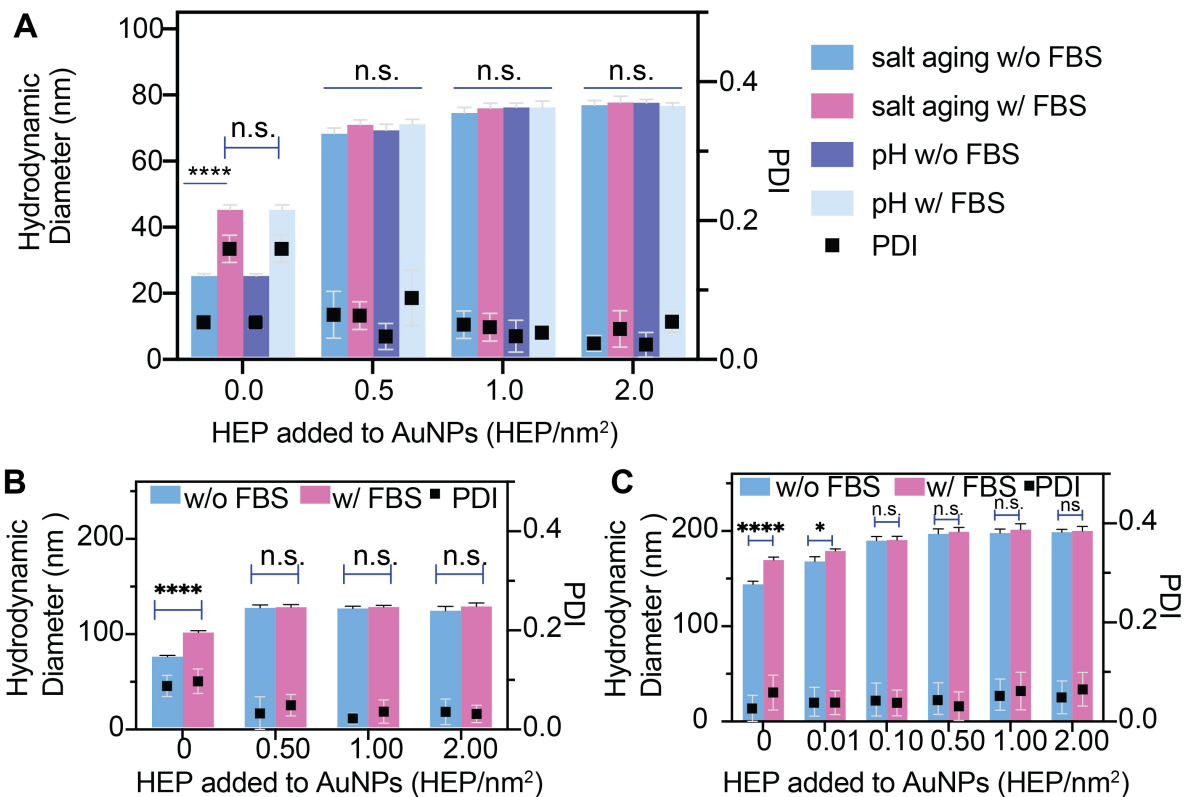 A
Hydrodynamic
Diameter (nm)
100
80
60
40
20
0
****
n.s.
n.s.
n.s.
n.s.
0.4
0.2
0.0
PDI
0.0 0.5 1.0 2.0
HEP added to AuNPs (HEP/nm²)
salt aging w/o FBS
salt aging w/ FBS
pH w/o FBS
pH w/ FBS
PDI
B
Hydrodynamic
Diameter (nm)
w/o FBS w/ FBS PDI
200
100
0
****
n.s.
n.s.
n.s.
0.4
0.2
0.0
PDI
0 0.50 1.00 2.00
HEP added to AuNPs (HEP/nm²)
C
Hydrodynamic
Diameter (nm)
w/o FBS w/ FBS PDI
200
100
0
****
*
n.s.
n.s.
n.s.
ns
0.4
0.2
0.0
PDI
0 0.01 0.10 0.50 1.00 2.00
HEP added to AuNPs (HEP/nm²)